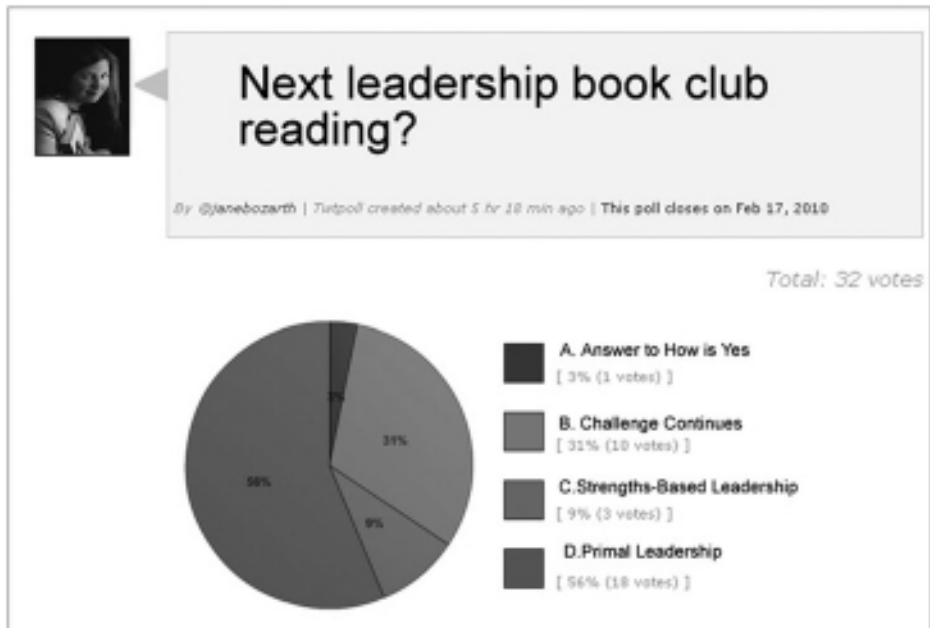 Next leadership book club
reading?
By @janebozarth | Twtpoll created about 5 hr 18 min ago | This poll closes on Feb 17, 2010
Total: 32 votes
A. Answer to How is Yes
[ 3% (1 votes) ]
B. Challenge Continues
[ 31% (10 votes) ]
C.Strengths-Based Leadership
[ 9% (3 votes) ]
D.Primal Leadership
[ 56% (18 votes) ]
3%
31%
56%
9%